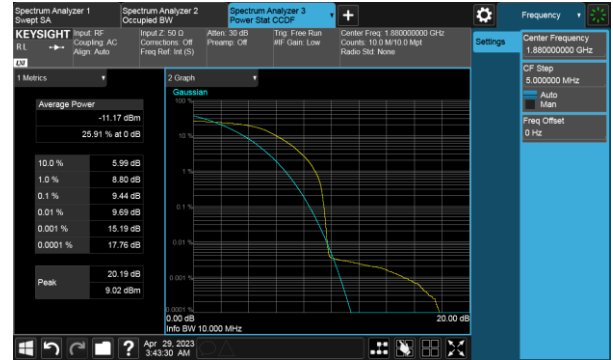 Spectrum Analyzer 1
Swept SA
Spectrum Analyzer 2
Occupied BW
Spectrum Analyzer 3
Power Stat CCDF
Frequency
KEYSIGHT
RL
LXI
Input: RF
Coupling: AC
Align: Auto
Input Z: 50 Ω
Corrections: Off
Freq Ref: Int (S)
Atten: 30 dB
Preamp: Off
Trig: Free Run
#IF Gain: Low
Center Freq: 1.880000000 GHz
Counts: 10.0 M/10.0 Mpt
Radio Std: None
Settings
Center Frequency
1.880000000 GHz
CF Step
5.000000 MHz
Auto
Man
Freq Offset
0 Hz
1 Metrics
Average Power
-11.17 dBm
25.91 % at 0 dB
10.0 % 5.99 dB
1.0 % 8.80 dB
0.1 % 9.44 dB
0.01 % 9.69 dB
0.001 % 15.19 dB
0.0001 % 17.76 dB
Peak
20.19 dB
9.02 dBm
2 Graph
Gaussian
100 %
10 %
1 %
0.1 %
0.01 %
0.001 %
0.0001 %
0.00 dB
20.00 dB
Info BW 10.000 MHz
?
Apr 29, 2023
3:43:30 AM